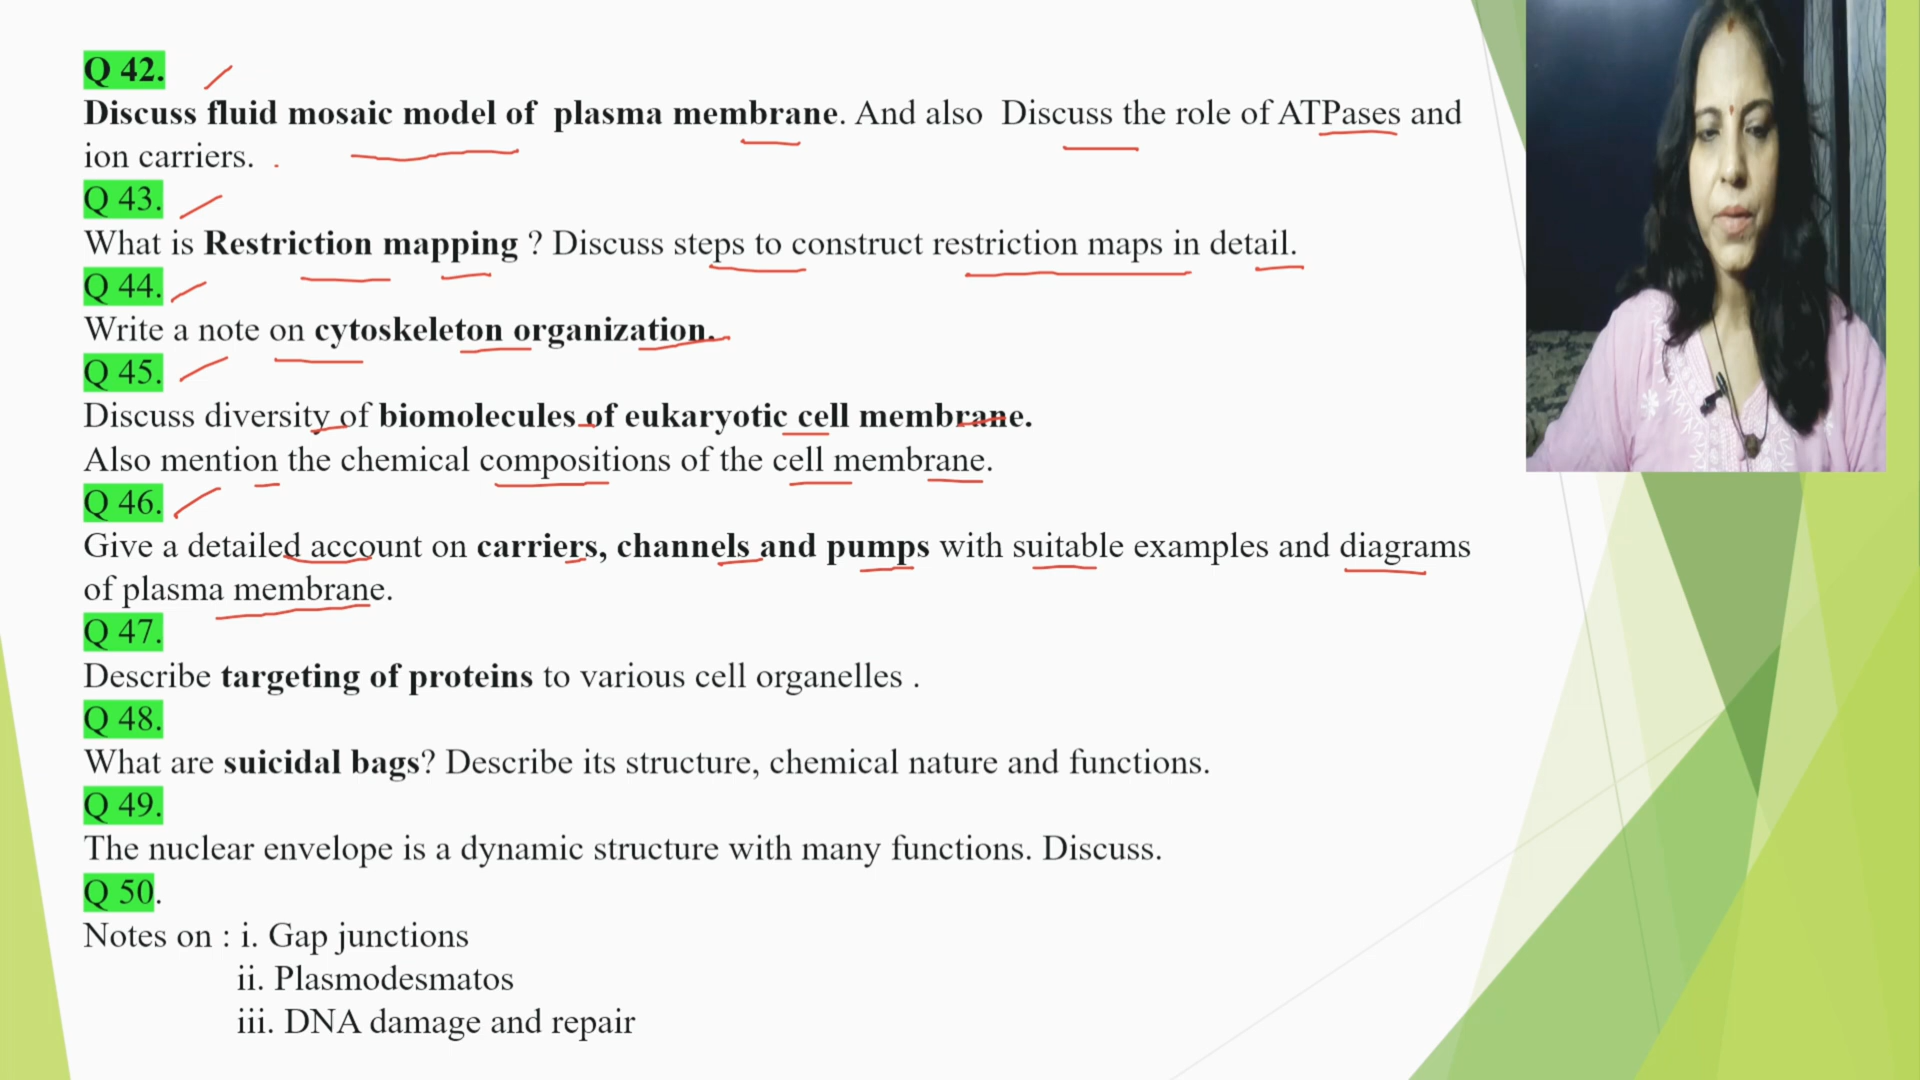 Q 42.
Discuss fluid mosaic model of plasma membrane. And also Discuss the role of ATPases and
ion carriers.
Q 43.
What is Restriction mapping ? Discuss steps to construct restriction maps in detail.
Q 44.
Write a note on cytoskeleton organization.
Q 45.
Discuss diversity of biomolecules of eukaryotic cell membrane.
Also mention the chemical compositions of the cell membrane.
Q 46.
Give a detailed account on carriers, channels and pumps with suitable examples and diagrams
of plasma membrane.
Q 47.
Describe targeting of proteins to various cell organelles .
Q 48.
What are suicidal bags? Describe its structure, chemical nature and functions.
Q 49.
The nuclear envelope is a dynamic structure with many functions. Discuss.
Q 50.
Notes on : i. Gap junctions
ii. Plasmodesmatos
iii. DNA damage and repair